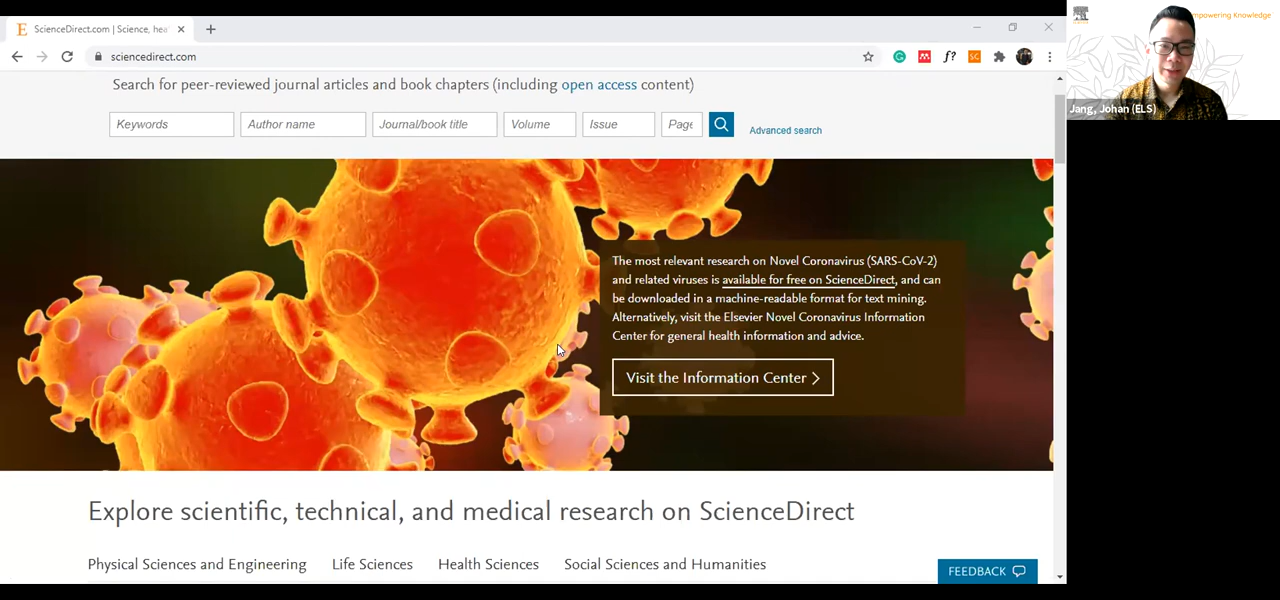 ScienceDirect.com | Science, hea
sciencedirect.com
Search for peer-reviewed journal articles and book chapters (including open access content)
Keywords
Author name
Journal/book title
Volume
Issue
Page
Advanced search
The most relevant research on Novel Coronavirus (SARS-CoV-2)
and related viruses is available for free on ScienceDirect, and can
be downloaded in a machine-readable format for text mining.
Alternatively, visit the Elsevier Novel Coronavirus Information
Center for general health information and advice.
Visit the Information Center
Explore scientific, technical, and medical research on ScienceDirect
Physical Sciences and Engineering
Life Sciences
Health Sciences
Social Sciences and Humanities
FEEDBACK
Empowering Knowledge
Jang, Johan (ELS)